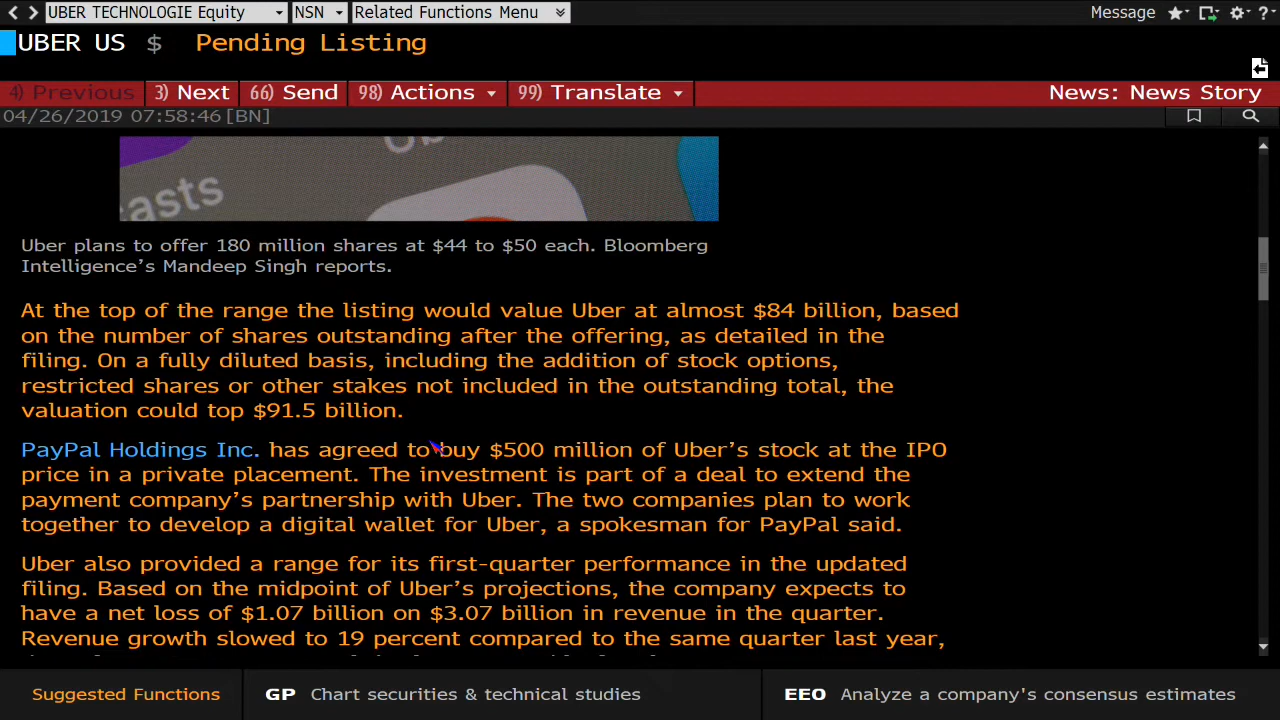 UBER TECHNOLOGIE Equity NSN Related Functions Menu Message ?
UBER US $ Pending Listing
4) Previous 3) Next 66) Send 98) Actions 99) Translate News: News Story
04/26/2019 07:58:46 [BN]
casts
Uber plans to offer 180 million shares at $44 to $50 each. Bloomberg
Intelligence's Mandeep Singh reports.
At the top of the range the listing would value Uber at almost $84 billion, based
on the number of shares outstanding after the offering, as detailed in the
filing. On a fully diluted basis, including the addition of stock options,
restricted shares or other stakes not included in the outstanding total, the
valuation could top $91.5 billion.
PayPal Holdings Inc. has agreed to buy $500 million of Uber's stock at the IPO
price in a private placement. The investment is part of a deal to extend the
payment company's partnership with Uber. The two companies plan to work
together to develop a digital wallet for Uber, a spokesman for PayPal said.
Uber also provided a range for its first-quarter performance in the updated
filing. Based on the midpoint of Uber's projections, the company expects to
have a net loss of $1.07 billion on $3.07 billion in revenue in the quarter.
Revenue growth slowed to 19 percent compared to the same quarter last year,
Suggested Functions GP Chart securities & technical studies EEO Analyze a company's consensus estimates